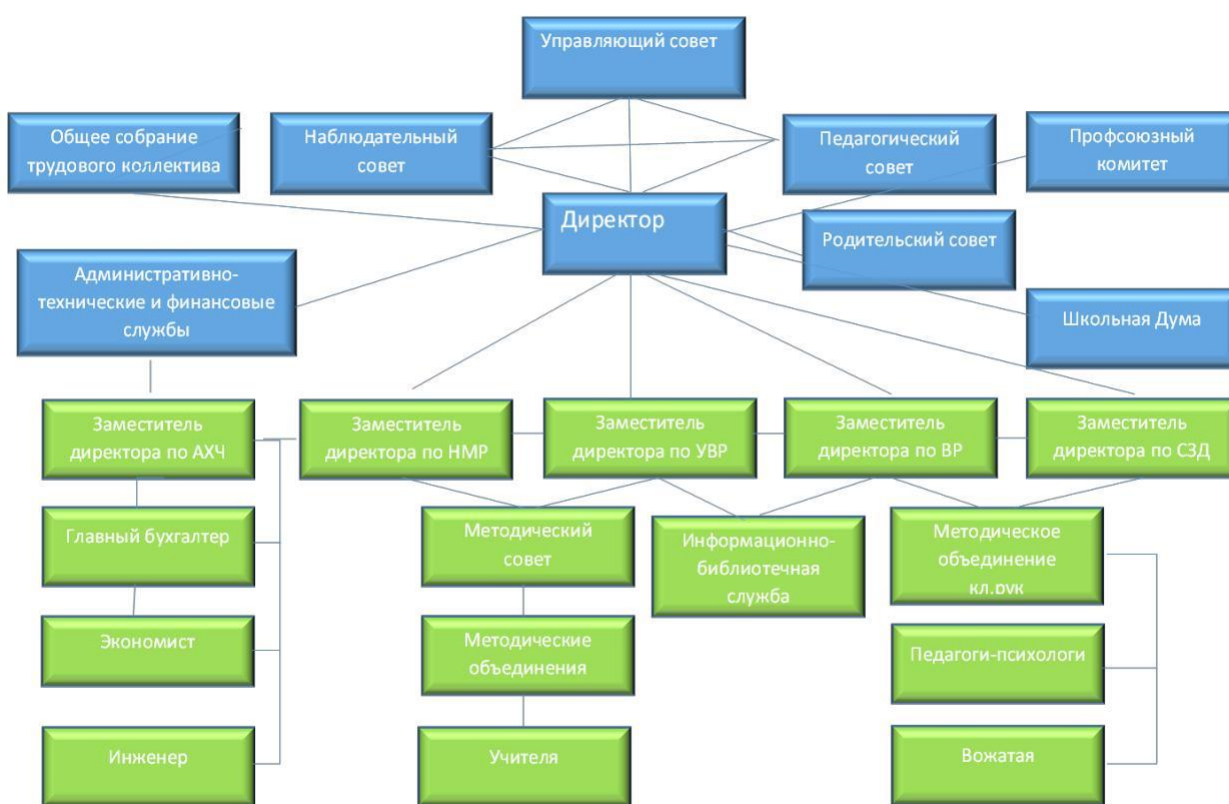 Управляющий совет
Общее собрание
трудового коллектива
Наблюдательный
совет
Педагогический
совет
Профсоюзный
комитет
Директор
Родительский совет
Административно-
технические и финансовые
службы
Школьная Дума
Заместитель
директора по АХЧ
Заместитель
директора по НМР
Заместитель
директора по УВР
Заместитель
директора по ВР
Заместитель
директора по СЗД
Главный бухгалтер
Методический
совет
Информационно-
библиотечная
служба
Методическое
объединение
кл.рук
Экономист
Методические
объединения
Педагоги-психологи
Инженер
Учителя
Вожатая